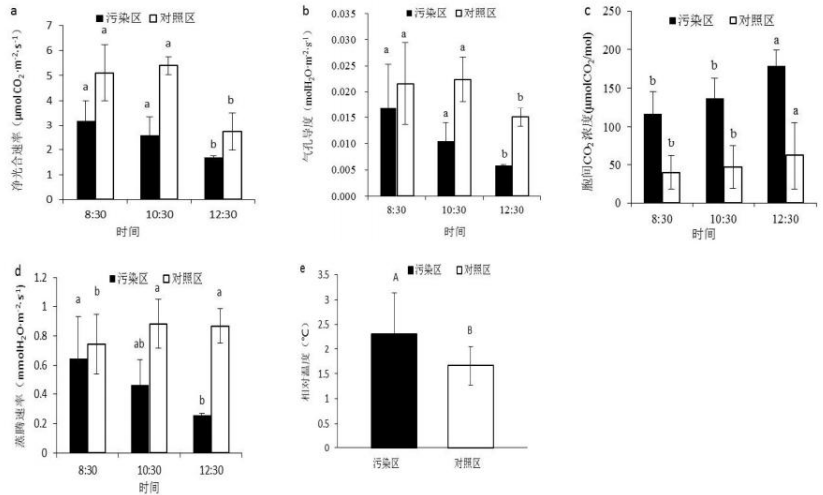 a
污染区 对照区
净光合速率（μmolCO₂·m⁻²·s⁻¹）
7
6
5
4
3
2
1
0
a a a a b b
8:30 10:30 12:30
时间
b
污染区 对照区
气孔导度（molH₂O·m⁻²·s⁻¹）
0.035
0.030
0.025
0.020
0.015
0.010
0.005
0.000
a a a a b b
8:30 10:30 12:30
时间
c
污染区 对照区
胞间CO₂ 浓度(μmolCO₂/mol)
250
200
150
100
50
0
b b b b a a
8:30 10:30 12:30
时间
d
污染区 对照区
蒸腾速率（mmolH₂O·m⁻²·s⁻¹)
1.2
1
0.8
0.6
0.4
0.2
0
a b ab a b a
8:30 10:30 12:30
时间
e
污染区 对照区
相对温度（℃）
3.5
3
2.5
2
1.5
1
0.5
0
A B
污染区 对照区